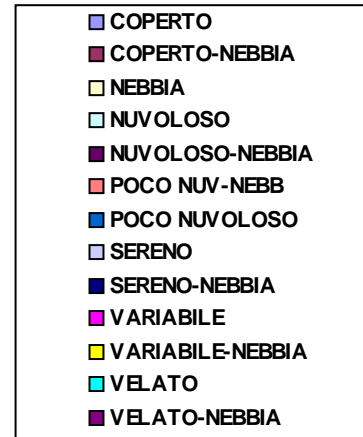 COPERTO
COPERTO-NEBBIA
NEBBIA
NUVOLOSO
NUVOLOSO-NEBBIA
POCO NUV-NEBB
POCO NUVOLOSO
SERENO
SERENO-NEBBIA
VARIABILE
VARIABILE-NEBBIA
VELATO
VELATO-NEBBIA